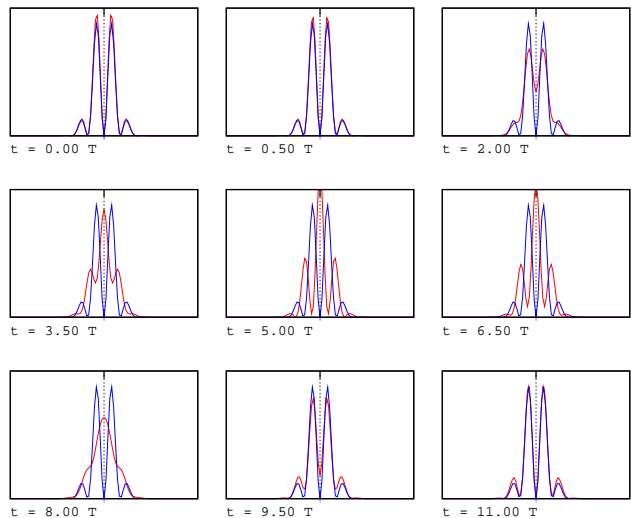 t = 0.00 T
t = 0.50 T
t = 2.00 T
t = 3.50 T
t = 5.00 T
t = 6.50 T
t = 8.00 T
t = 9.50 T
t = 11.00 T